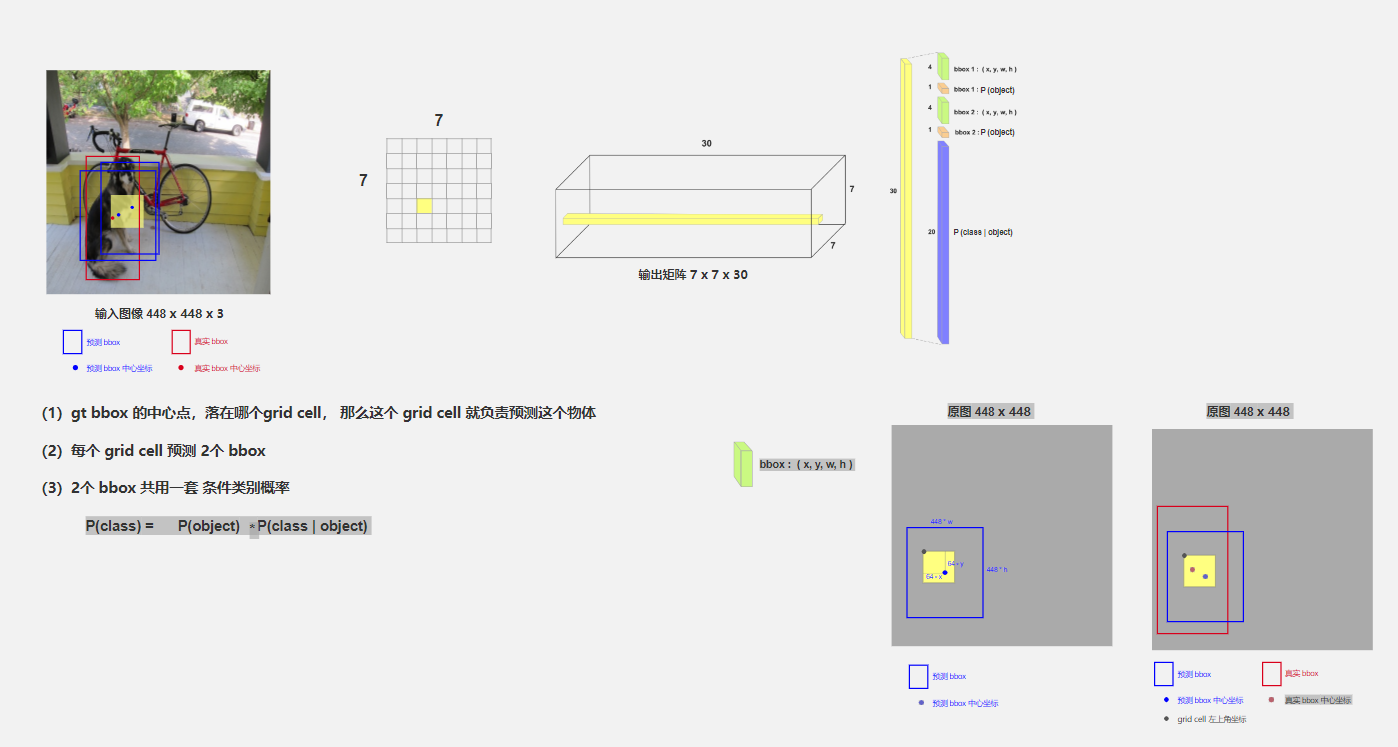 7
7
30
7
7
输出矩阵 7 x 7 x 30
4
bbox 1 : ( x, y, w, h )
1
bbox 1 : P (object)
4
bbox 2 : ( x, y, w, h )
1
bbox 2 : P (object)
30
20
P (class | object)
输入图像 448 x 448 x 3
预测 bbox
真实 bbox
预测 bbox 中心坐标
真实 bbox 中心坐标
(1) gt bbox 的中心点，落在哪个grid cell， 那么这个 grid cell 就负责预测这个物体
(2) 每个 grid cell 预测 2个 bbox
(3) 2个 bbox 共用一套 条件类别概率
P(class) = P(object) * P(class | object)
bbox : ( x, y, w, h )
原图 448 x 448
448 * w
64 * y
64 * x
448 * h
预测 bbox
预测 bbox 中心坐标
原图 448 x 448
预测 bbox
真实 bbox
预测 bbox 中心坐标
真实 bbox 中心坐标
grid cell 左上角坐标